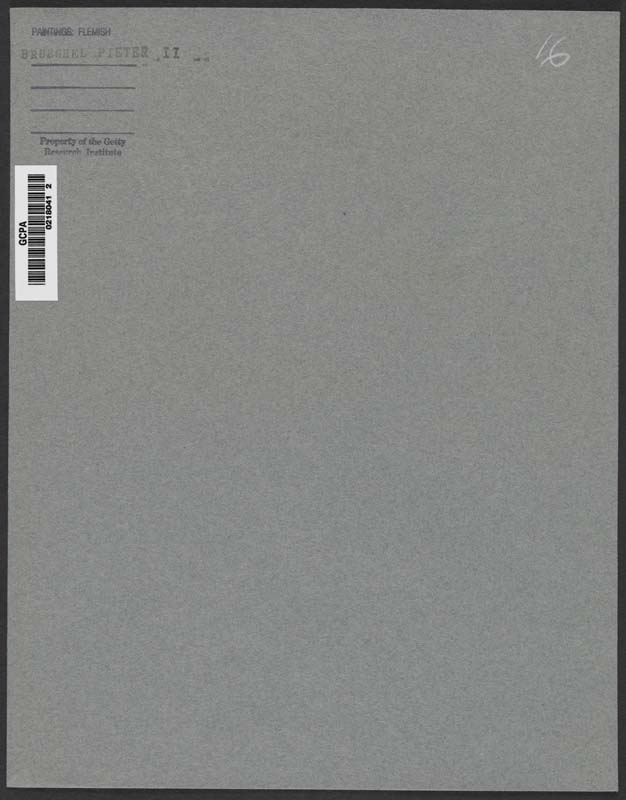 PAINTINGS: FLEMISH
BRUEGHEL PIETER II
16
Property of the Getty
Research Institute
GCPA
0218041 2